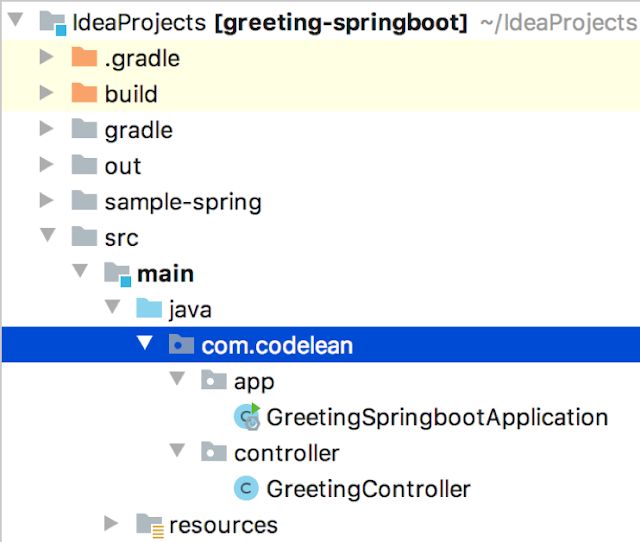 IdeaProjects [greeting-springboot] ~/IdeaProjects
.gradle
build
gradle
out
sample-spring
src
main
java
com.codelean
app
GreetingSpringbootApplication
controller
GreetingController
resources